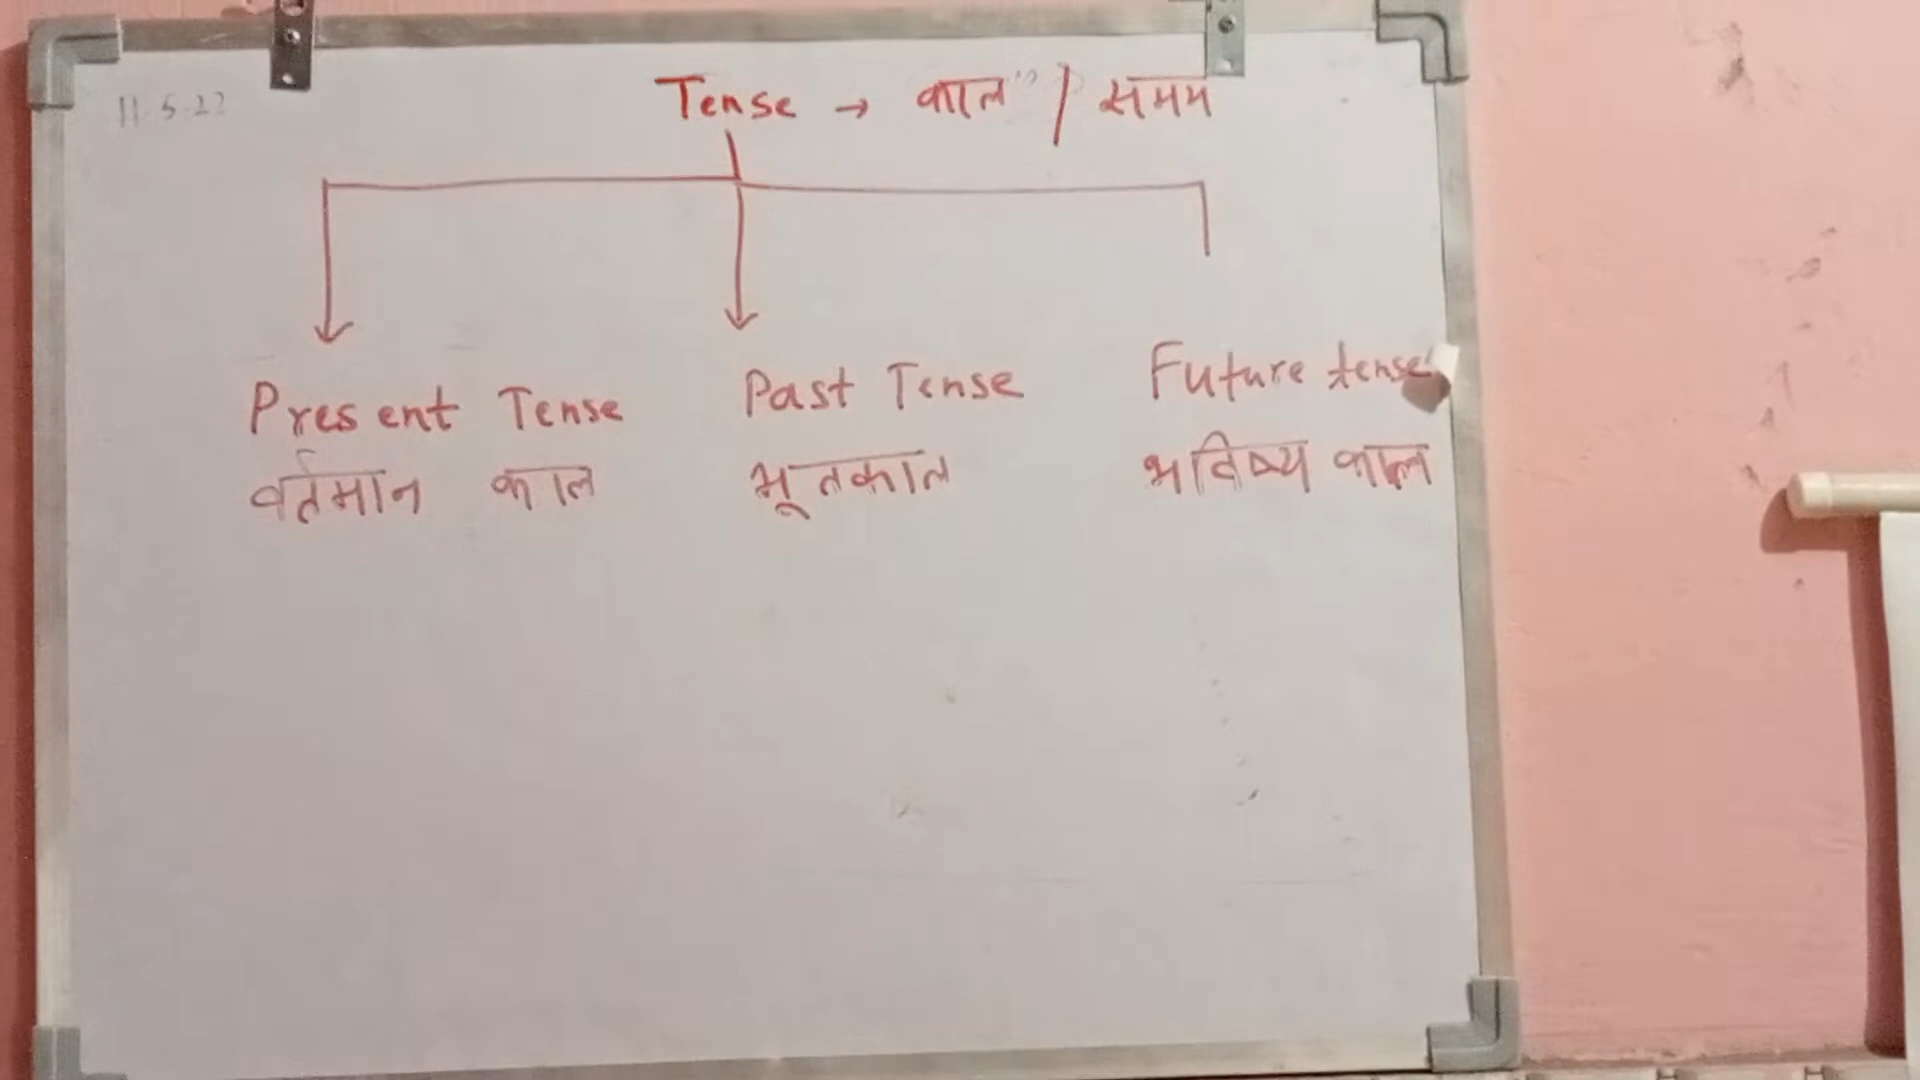 11-5-22
Tense → काल / समय
Present Tense
वर्तमान काल
Past Tense
भूतकाल
Future tense
भविष्य काल